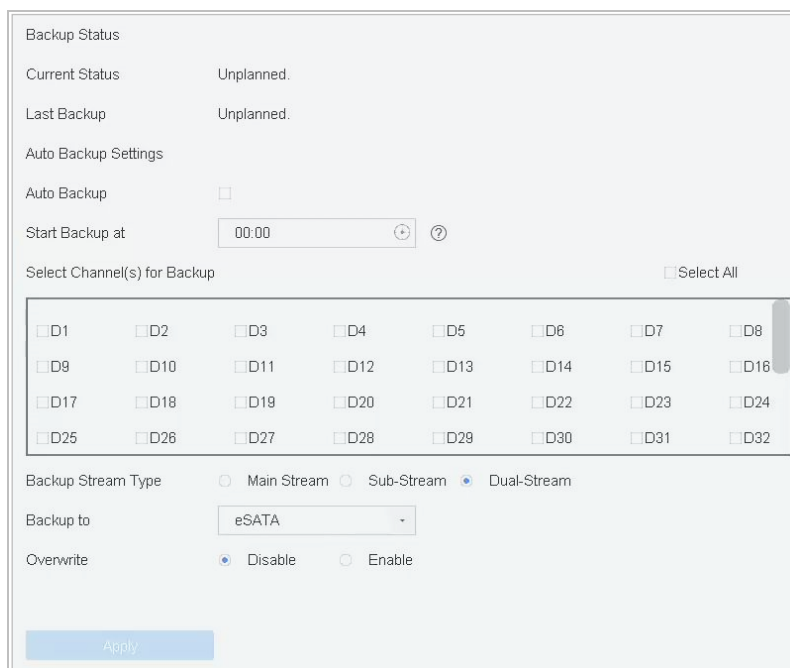 Backup Status
Current Status Unplanned.
Last Backup Unplanned.
Auto Backup Settings
Auto Backup
Start Backup at 00:00 ?
Select Channel(s) for Backup Select All
D1 D2 D3 D4 D5 D6 D7 D8
D9 D10 D11 D12 D13 D14 D15 D16
D17 D18 D19 D20 D21 D22 D23 D24
D25 D26 D27 D28 D29 D30 D31 D32
Backup Stream Type Main Stream Sub-Stream Dual-Stream
Backup to eSATA
Overwrite Disable Enable
Apply